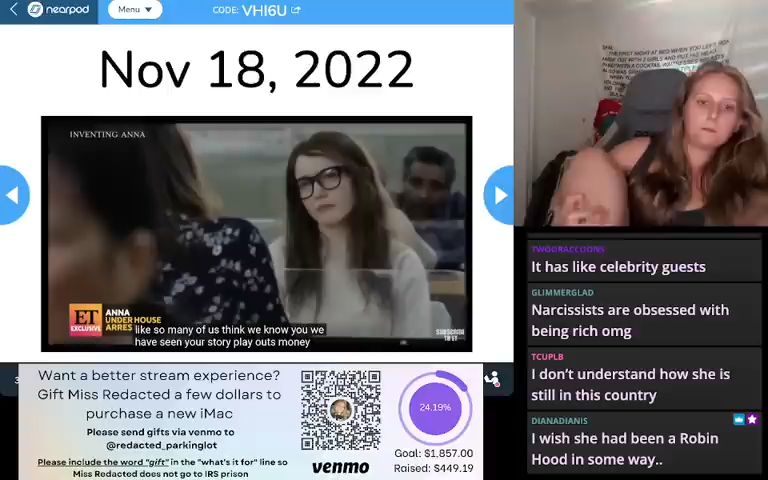 nearpod
Menu
CODE: VHI6U
Nov 18, 2022
INVENTING ANNA
ET
EXCLUSIVE
ANNA
UNDER HOUSE
ARRES
like so many of us think we know you we
have seen your story play outs money
SUBSCRIBE
TO ET
Want a better stream experience?
Gift Miss Redacted a few dollars to
purchase a new iMac
Please send gifts via venmo to
@redacted_parkinglot
Please include the word "gift" in the "what's it for" line so
Miss Redacted does not go to IRS prison
venmo
24.19%
Goal: $1,857.00
Raised: $449.19
TWORACCOONS
It has like celebrity guests
GLIMMERGLAD
Narcissists are obsessed with
being rich omg
TCUPLB
I don't understand how she is
still in this country
DIANADIANIS
I wish she had been a Robin
Hood in some way..